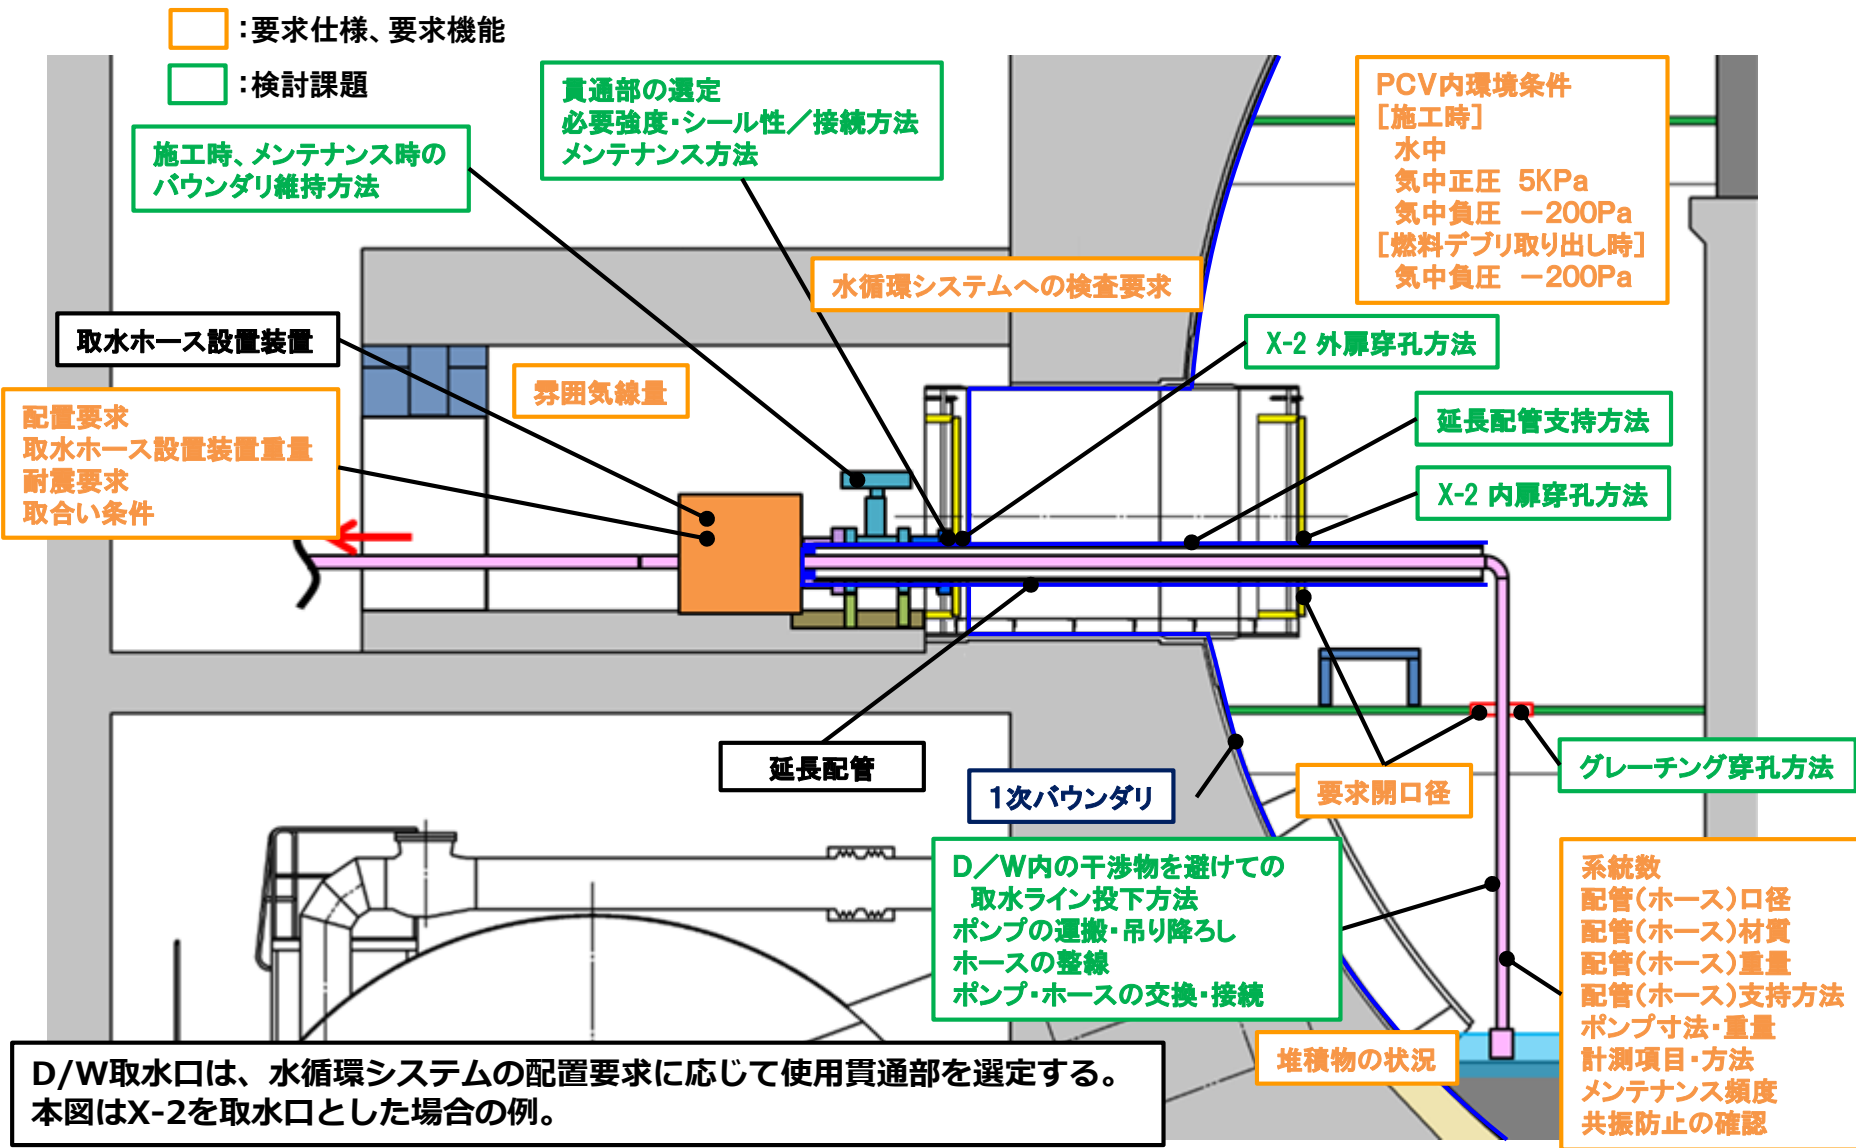 ：要求仕様、要求機能
：検討課題
施工時、メンテナンス時の
バウンダリ維持方法
貫通部の選定
必要強度・シール性／接続方法
メンテナンス方法
PCV内環境条件
［施工時］
水中
気中正圧 5KPa
気中負圧 －200Pa
［燃料デブリ取り出し時］
気中負圧 －200Pa
水循環システムへの検査要求
取水ホース設置装置
雰囲気線量
X-2 外扉穿孔方法
配置要求
取水ホース設置装置重量
耐震要求
取合い条件
延長配管支持方法
X-2 内扉穿孔方法
延長配管
1次バウンダリ
要求開口径
グレーチング穿孔方法
D／W内の干渉物を避けての
取水ライン投下方法
ポンプの運搬・吊り降ろし
ホースの整線
ポンプ・ホースの交換・接続
系統数
配管（ホース）口径
配管（ホース）材質
配管（ホース）重量
配管（ホース）支持方法
ポンプ寸法・重量
計測項目・方法
メンテナンス頻度
共振防止の確認
堆積物の状況
D/W取水口は、水循環システムの配置要求に応じて使用貫通部を選定する。
本図はX-2を取水口とした場合の例。